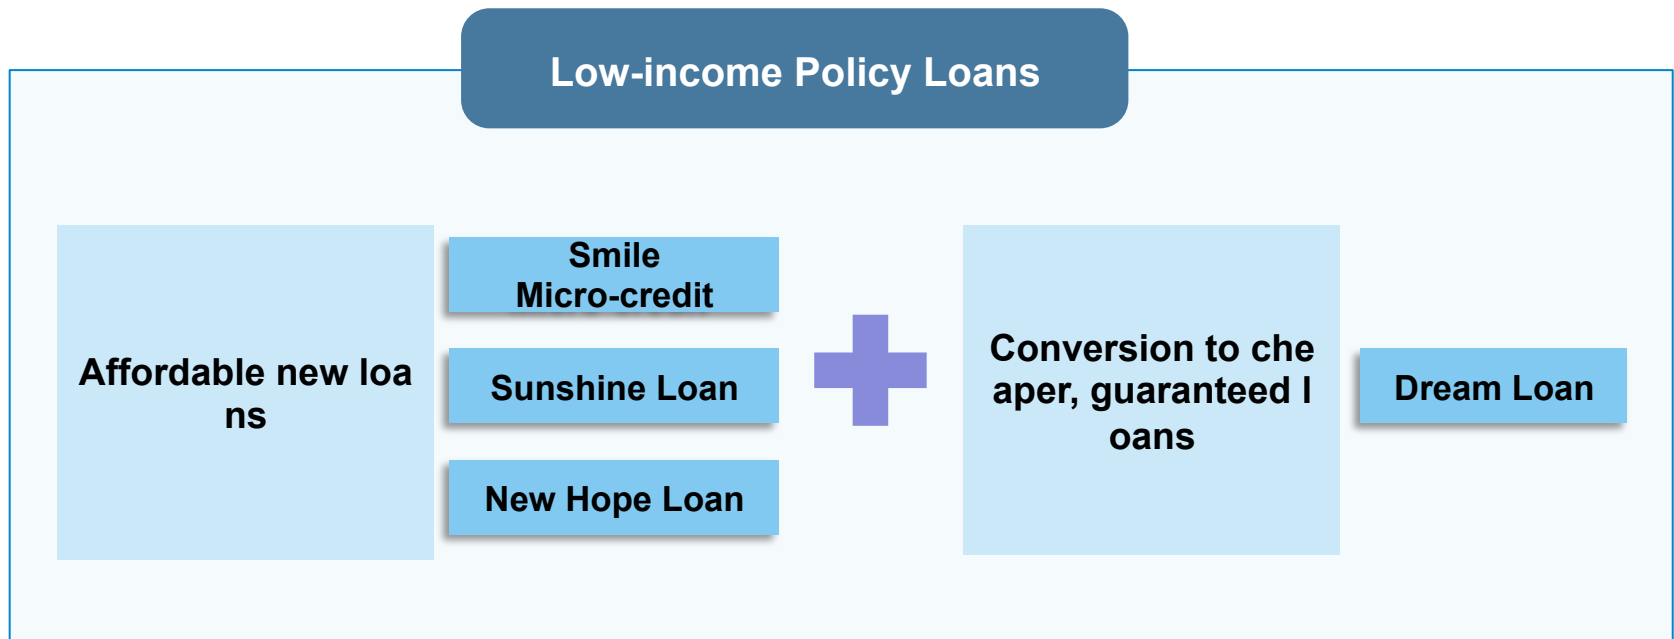 Low-income Policy Loans
Affordable new loa
ns
Smile
Micro-credit
Sunshine Loan
New Hope Loan
Conversion to che
aper, guaranteed l
oans
Dream Loan